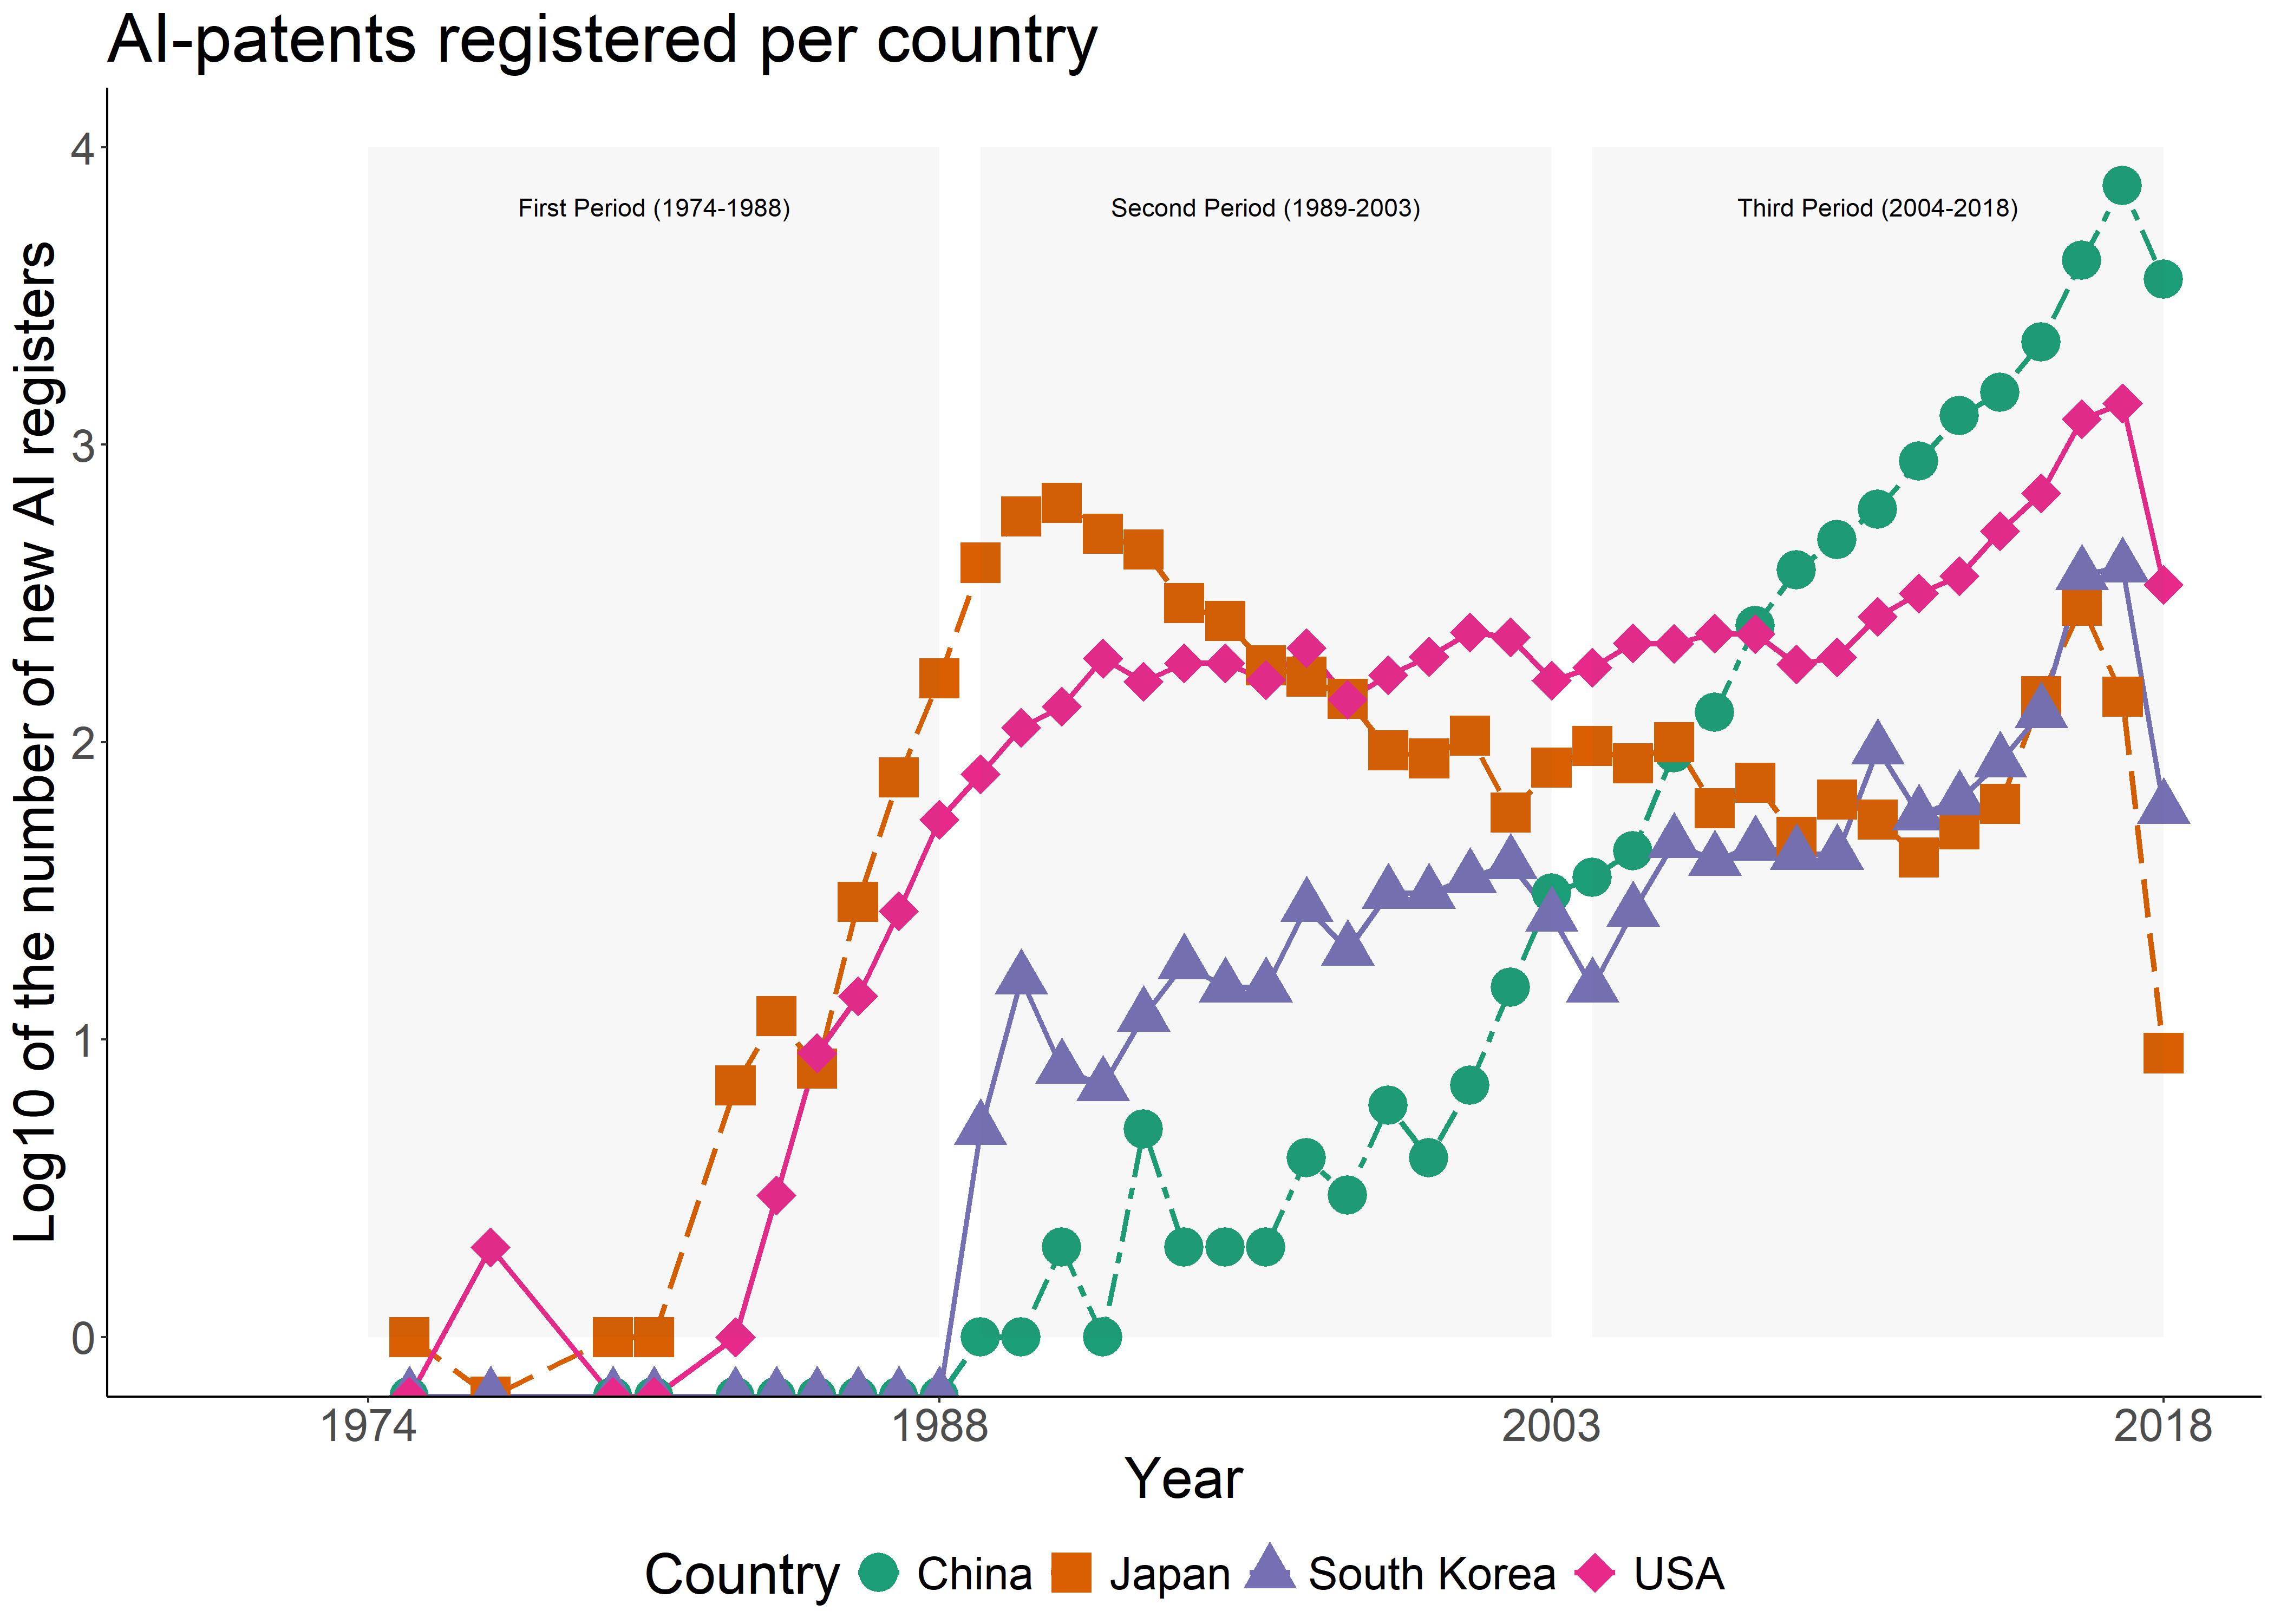 AI-patents registered per country
Log10 of the number of new AI registers
4
3
2
1
0
First Period (1974-1988)
Second Period (1989-2003)
Third Period (2004-2018)
1974
1988
2003
2018
Year
Country
China
Japan
South Korea
USA